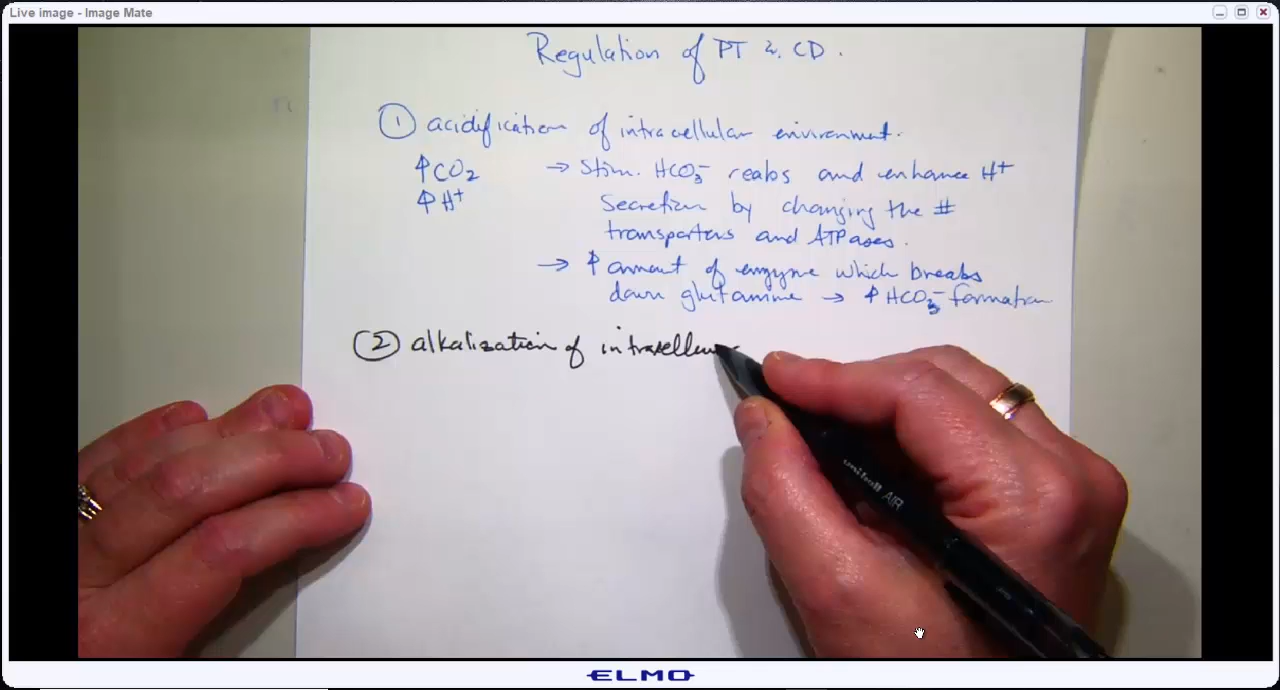 Live image - Image Mate
Regulation of PT & CD.
① acidification of intracellular environment.
↑CO₂ → Stim. HCO₃⁻ reabs and enhance H⁺
↑H⁺ Secretion by changing the #
transporters and ATPases.
→ ↑ amount of enzyme which breaks
down glutamine → ↑ HCO₃⁻ formation
② alkalization of intracellular
uni-ball AIR
ELMO